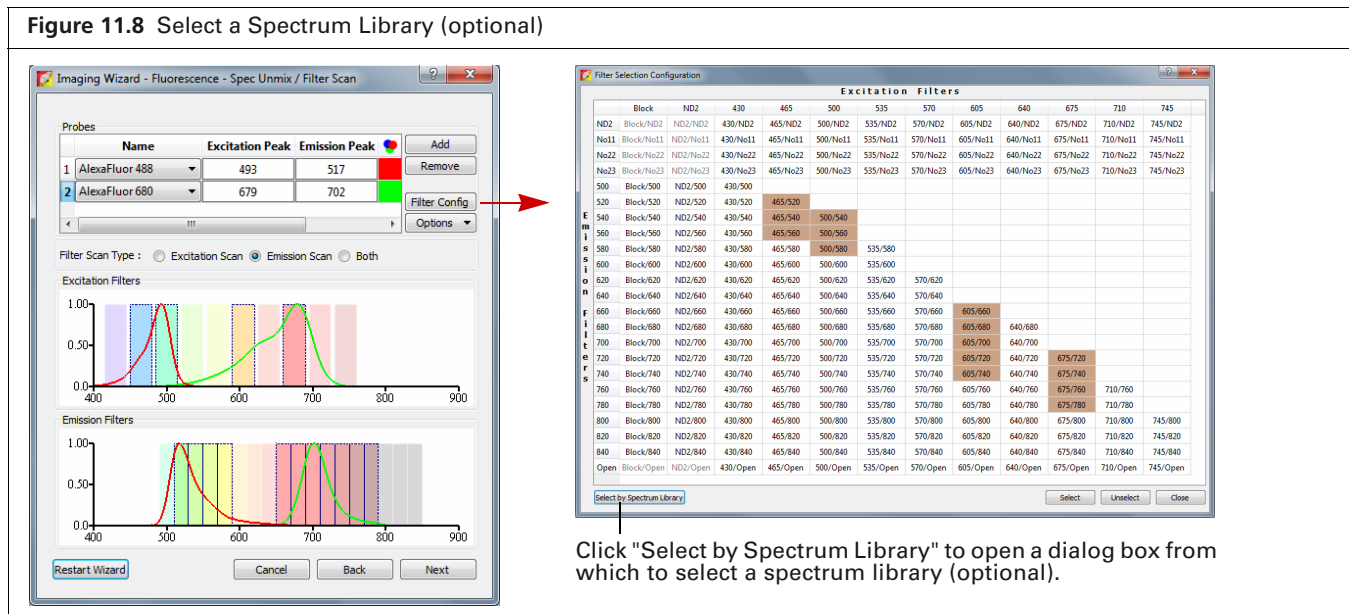 Figure 11.8 Select a Spectrum Library (optional)
Imaging Wizard - Fluorescence - Spec Unmix / Filter Scan
Probes
Name Excitation Peak Emission Peak
1 AlexaFluor 488 493 517
2 AlexaFluor 680 679 702
Add
Remove
Filter Config
Options
Filter Scan Type : Excitation Scan Emission Scan Both
Excitation Filters
1.00
0.50
0.0
400 500 600 700 800 900
Emission Filters
1.00
0.50
0.0
400 500 600 700 800 900
Restart Wizard Cancel Back Next
Filter Selection Configuration
Excitation Filters
Emission Filters
Block ND2 430 465 500 535 570 605 640 675 710 745
ND2 Block/ND2 ND2/ND2 430/ND2 465/ND2 500/ND2 535/ND2 570/ND2 605/ND2 640/ND2 675/ND2 710/ND2 745/ND2
No11 Block/No11 ND2/No11 430/No11 465/No11 500/No11 535/No11 570/No11 605/No11 640/No11 675/No11 710/No11 745/No11
No22 Block/No22 ND2/No22 430/No22 465/No22 500/No22 535/No22 570/No22 605/No22 640/No22 675/No22 710/No22 745/No22
No23 Block/No23 ND2/No23 430/No23 465/No23 500/No23 535/No23 570/No23 605/No23 640/No23 675/No23 710/No23 745/No23
500 Block/500 ND2/500 430/500
520 Block/520 ND2/520 430/520 465/520
540 Block/540 ND2/540 430/540 465/540 500/540
560 Block/560 ND2/560 430/560 465/560 500/560
580 Block/580 ND2/580 430/580 465/580 500/580 535/580
600 Block/600 ND2/600 430/600 465/600 500/600 535/600
620 Block/620 ND2/620 430/620 465/620 500/620 535/620 570/620
640 Block/640 ND2/640 430/640 465/640 500/640 535/640 570/640
660 Block/660 ND2/660 430/660 465/660 500/660 535/660 570/660 605/660
680 Block/680 ND2/680 430/680 465/680 500/680 535/680 570/680 605/680 640/680
700 Block/700 ND2/700 430/700 465/700 500/700 535/700 570/700 605/700 640/700
720 Block/720 ND2/720 430/720 465/720 500/720 535/720 570/720 605/720 640/720 675/720
740 Block/740 ND2/740 430/740 465/740 500/740 535/740 570/740 605/740 640/740 675/740
760 Block/760 ND2/760 430/760 465/760 500/760 535/760 570/760 605/760 640/760 675/760 710/760
780 Block/780 ND2/780 430/780 465/780 500/780 535/780 570/780 605/780 640/780 675/780 710/780
800 Block/800 ND2/800 430/800 465/800 500/800 535/800 570/800 605/800 640/800 675/800 710/800 745/800
820 Block/820 ND2/820 430/820 465/820 500/820 535/820 570/820 605/820 640/820 675/820 710/820 745/820
840 Block/840 ND2/840 430/840 465/840 500/840 535/840 570/840 605/840 640/840 675/840 710/840 745/840
Open Block/Open ND2/Open 430/Open 465/Open 500/Open 535/Open 570/Open 605/Open 640/Open 675/Open 710/Open 745/Open
Select by Spectrum Library Select Unselect Close
Click "Select by Spectrum Library" to open a dialog box from
which to select a spectrum library (optional).